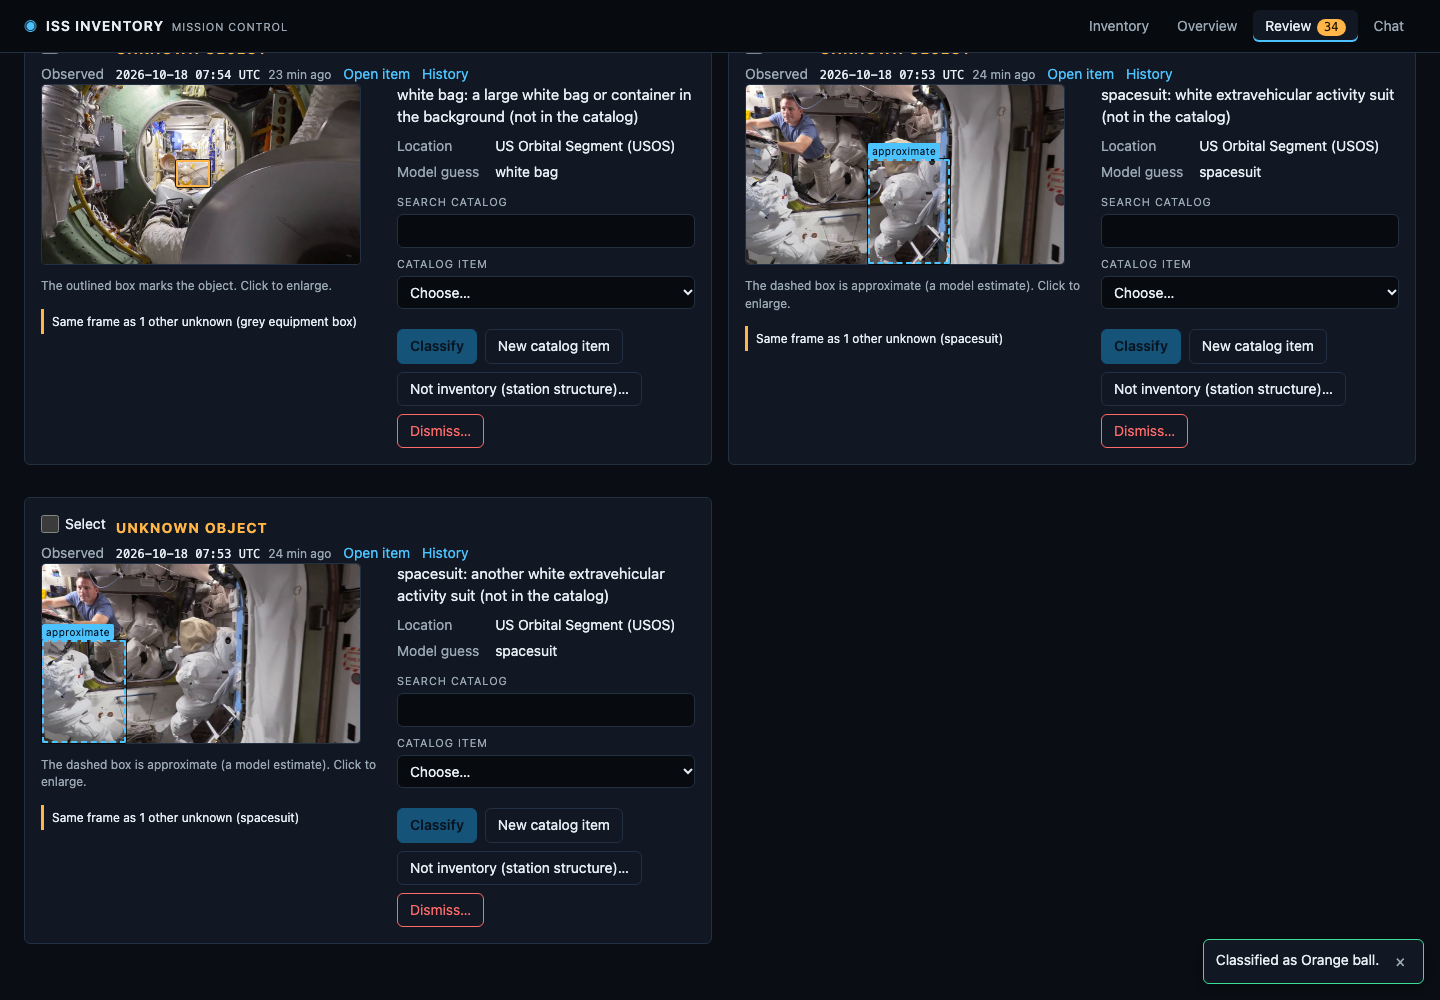 ISS INVENTORY MISSION CONTROL
Inventory
Overview
Review 34
Chat
Observed 2026-10-18 07:54 UTC 23 min ago Open item History
white bag: a large white bag or container in
the background (not in the catalog)
Location US Orbital Segment (USOS)
Model guess white bag
SEARCH CATALOG
CATALOG ITEM
Choose...
The outlined box marks the object. Click to enlarge.
Same frame as 1 other unknown (grey equipment box)
Classify
New catalog item
Not inventory (station structure)...
Dismiss...
Observed 2026-10-18 07:53 UTC 24 min ago Open item History
approximate
spacesuit: white extravehicular activity suit
(not in the catalog)
Location US Orbital Segment (USOS)
Model guess spacesuit
SEARCH CATALOG
CATALOG ITEM
Choose...
The dashed box is approximate (a model estimate). Click to
enlarge.
Same frame as 1 other unknown (spacesuit)
Classify
New catalog item
Not inventory (station structure)...
Dismiss...
Select UNKNOWN OBJECT
Observed 2026-10-18 07:53 UTC 24 min ago Open item History
approximate
spacesuit: another white extravehicular
activity suit (not in the catalog)
Location US Orbital Segment (USOS)
Model guess spacesuit
SEARCH CATALOG
CATALOG ITEM
Choose...
The dashed box is approximate (a model estimate). Click to
enlarge.
Same frame as 1 other unknown (spacesuit)
Classify
New catalog item
Not inventory (station structure)...
Dismiss...
Classified as Orange ball. ×